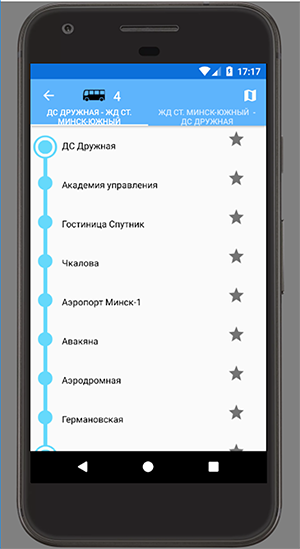 17:17
4
ДС ДРУЖНАЯ - ЖД СТ.
МИНСК-ЮЖНЫЙ
ЖД СТ. МИНСК-ЮЖНЫЙ -
ДС ДРУЖНАЯ
ДС Дружная
Академия управления
Гостиница Спутник
Чкалова
Аэропорт Минск-1
Авакяна
Аэродромная
Германовская